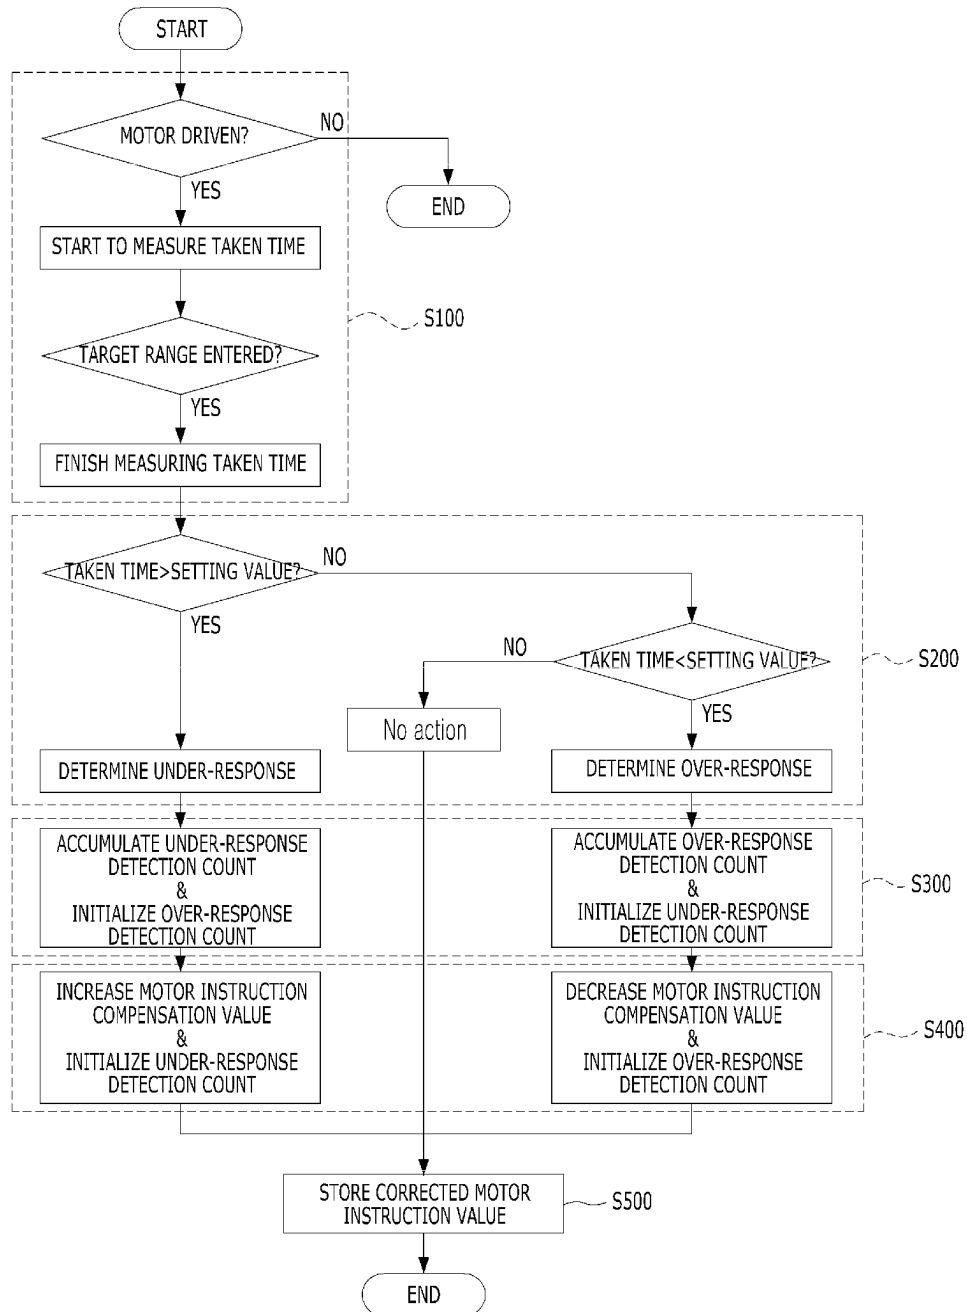 START
MOTOR DRIVEN?
NO
YES
END
START TO MEASURE TAKEN TIME
S100
TARGET RANGE ENTERED?
YES
FINISH MEASURING TAKEN TIME
TAKEN TIME>SETTING VALUE?
NO
YES
NO
TAKEN TIME<SETTING VALUE?
S200
YES
No action
DETERMINE UNDER-RESPONSE
DETERMINE OVER-RESPONSE
ACCUMULATE UNDER-RESPONSE
DETECTION COUNT
&
INITIALIZE OVER-RESPONSE
DETECTION COUNT
ACCUMULATE OVER-RESPONSE
DETECTION COUNT
&
INITIALIZE UNDER-RESPONSE
DETECTION COUNT
S300
INCREASE MOTOR INSTRUCTION
COMPENSATION VALUE
&
INITIALIZE UNDER-RESPONSE
DETECTION COUNT
DECREASE MOTOR INSTRUCTION
COMPENSATION VALUE
&
INITIALIZE OVER-RESPONSE
DETECTION COUNT
S400
STORE CORRECTED MOTOR
INSTRUCTION VALUE
S500
END